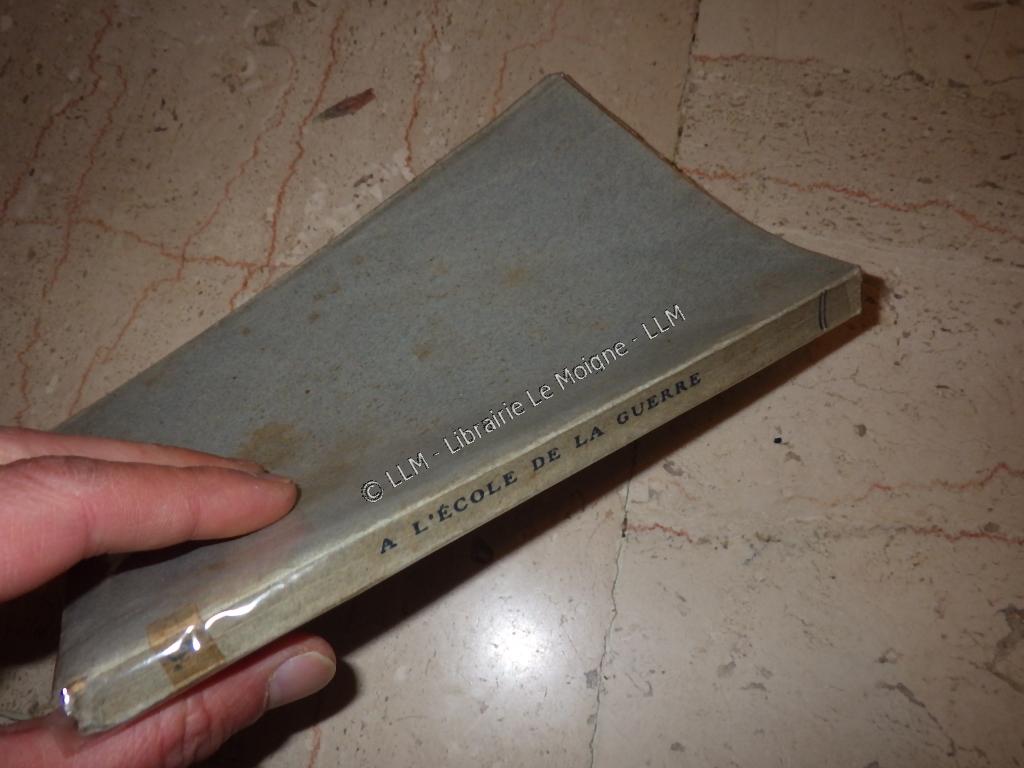 © LLM - Librairie Le Moigne - LLM
A L'ÉCOLE DE LA GUERRE